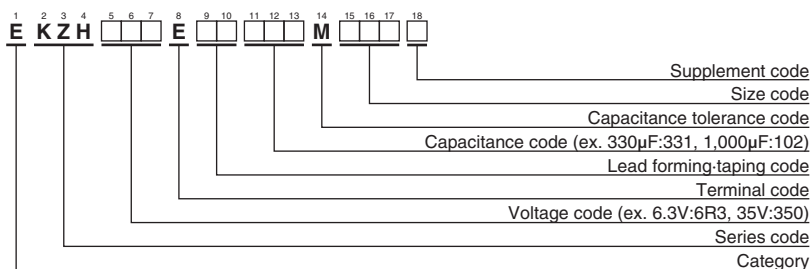 1 2 3 4 5 6 7 8 9 10 11 12 13 14 15 16 17 18
E K Z H □ □ □ E □ □ □ □ □ M □ □ □ □
Supplement code
Size code
Capacitance tolerance code
Capacitance code (ex. 330µF:331, 1,000µF:102)
Lead forming·taping code
Terminal code
Voltage code (ex. 6.3V:6R3, 35V:350)
Series code
Category